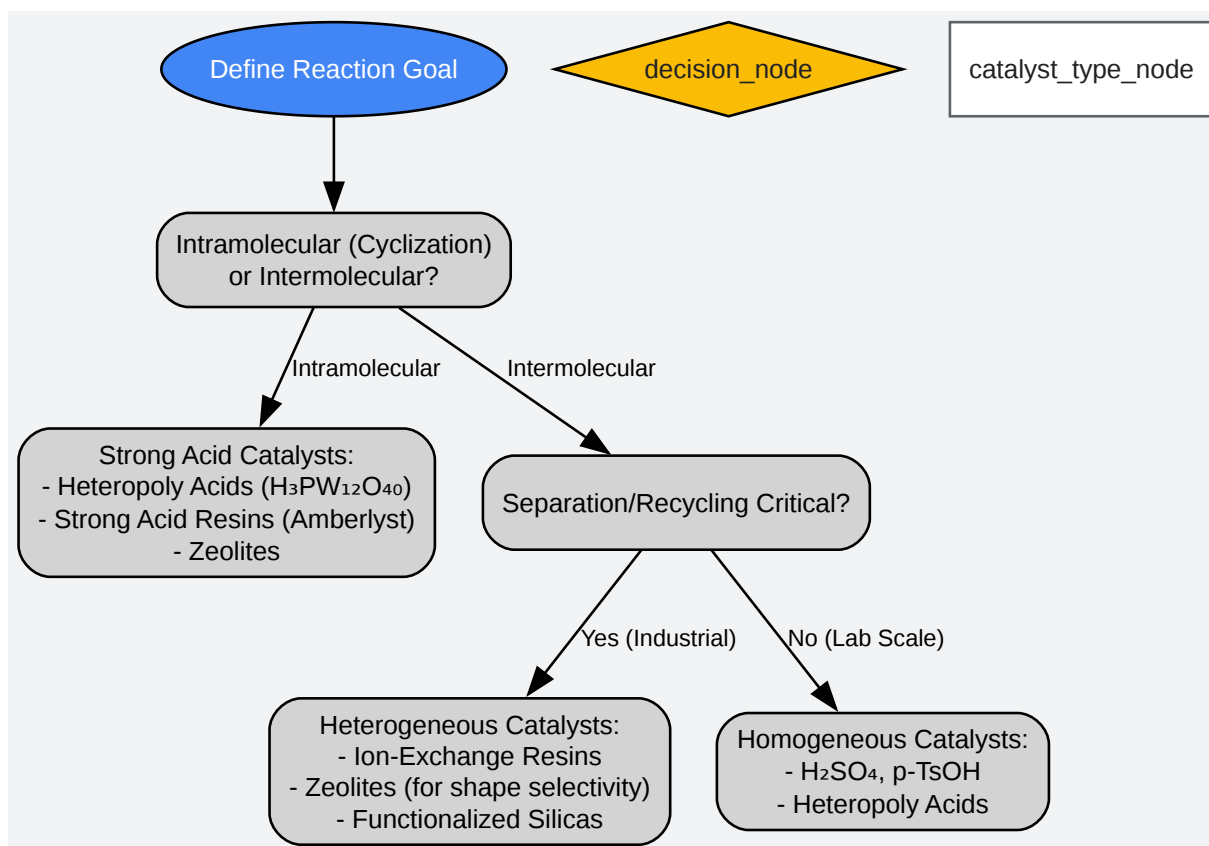 Define Reaction Goal
decision_node
catalyst_type_node
Intramolecular (Cyclization)
or Intermolecular?
Intramolecular
Intermolecular
Strong Acid Catalysts:
- Heteropoly Acids (H₃PW₁₂O₄₀)
- Strong Acid Resins (Amberlyst)
- Zeolites
Separation/Recycling Critical?
Yes (Industrial)
No (Lab Scale)
Heterogeneous Catalysts:
- Ion-Exchange Resins
- Zeolites (for shape selectivity)
- Functionalized Silicas
Homogeneous Catalysts:
- H₂SO₄, p-TsOH
- Heteropoly Acids